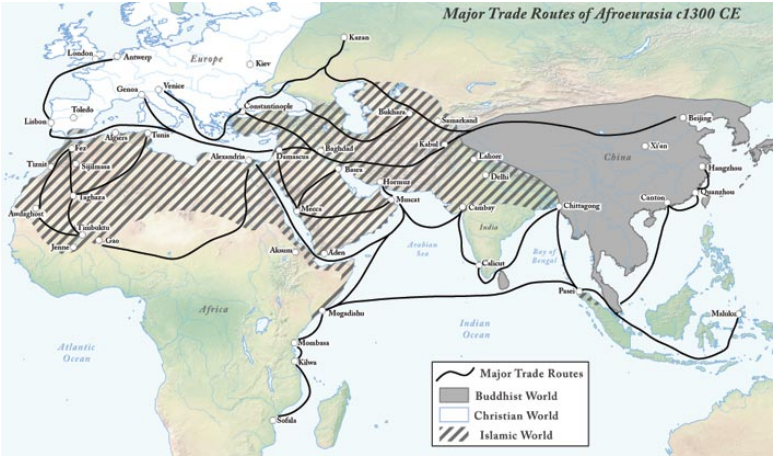 Major Trade Routes of Afroeurasia c1300 CE
Kazan
London
Antwerp
Europe
Kiev
Genoa
Venice
Toledo
Lisbon
Constantinople
Bukhara
Samarkand
Beijing
Algiers
Tunis
Fez
Baghdad
Kabul
Xi'an
Tiznit
Sijilmasa
Alexandria
Damascus
Lahore
China
Basra
Delhi
Hangzhou
Hormuz
Quanzhou
Taghaza
Muscat
Mecca
Cambay
Chittagong
Canton
Awdaghost
Timbuktu
India
Jenne
Gao
Aksum
Aden
Arabian
Sea
Bay of
Bengal
Calicut
Pasei
Africa
Mogadishu
Maluku
Indian
Ocean
Atlantic
Ocean
Mombasa
Kilwa
Sofala
Major Trade Routes
Buddhist World
Christian World
Islamic World